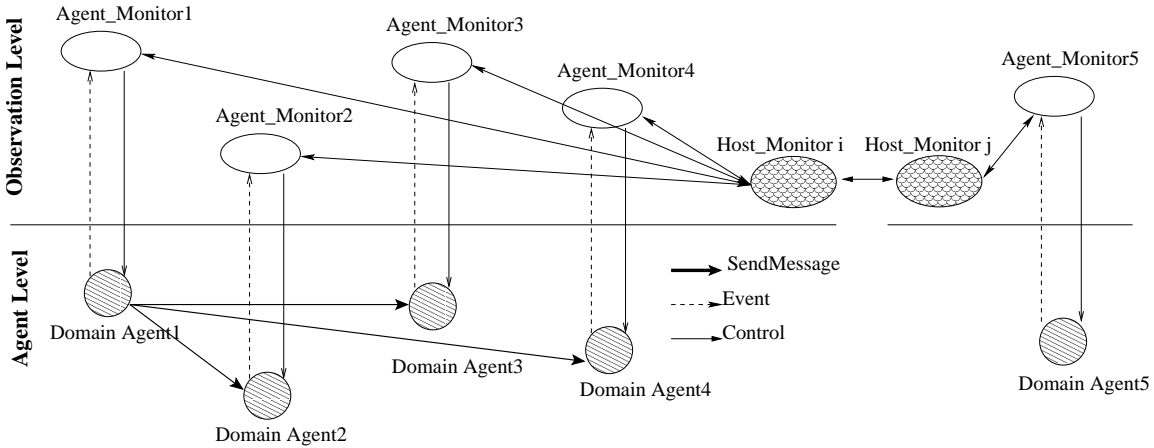 Observation Level
Agent_Monitor1
Agent_Monitor3
Agent_Monitor4
Agent_Monitor5
Agent_Monitor2
Host_Monitor i
Host_Monitor j
Agent Level
SendMessage
Event
Control
Domain Agent1
Domain Agent3
Domain Agent4
Domain Agent5
Domain Agent2